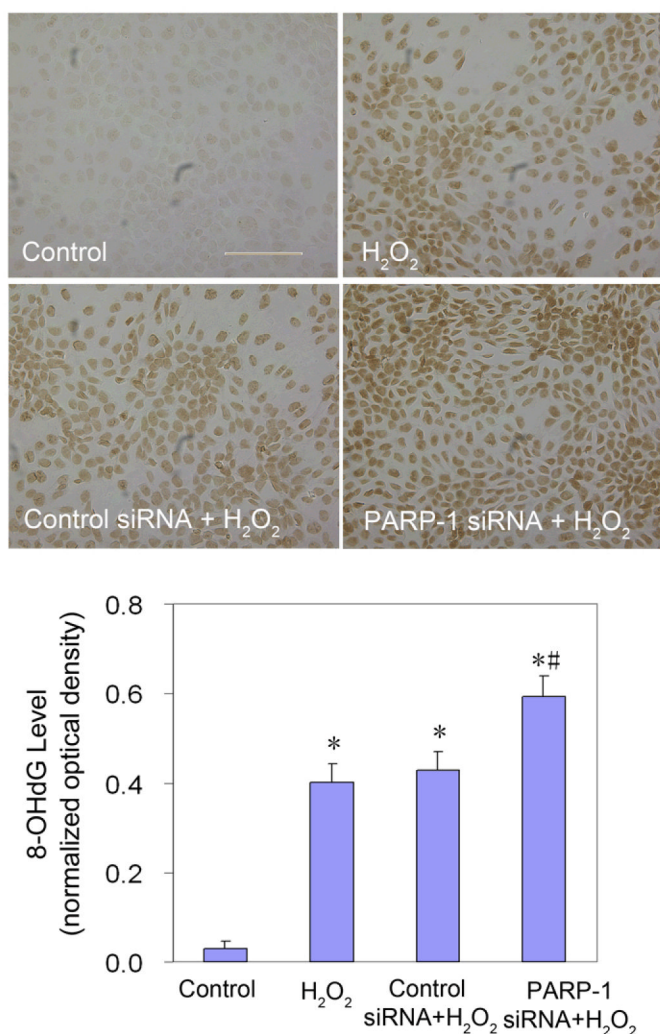 Control
H₂O₂
Control siRNA + H₂O₂
PARP-1 siRNA + H₂O₂
8-OHdG Level
(normalized optical density)
0.8
0.6
0.4
0.2
0.0
*
*
*#
Control
H₂O₂
Control
siRNA+H₂O₂
PARP-1
siRNA+H₂O₂